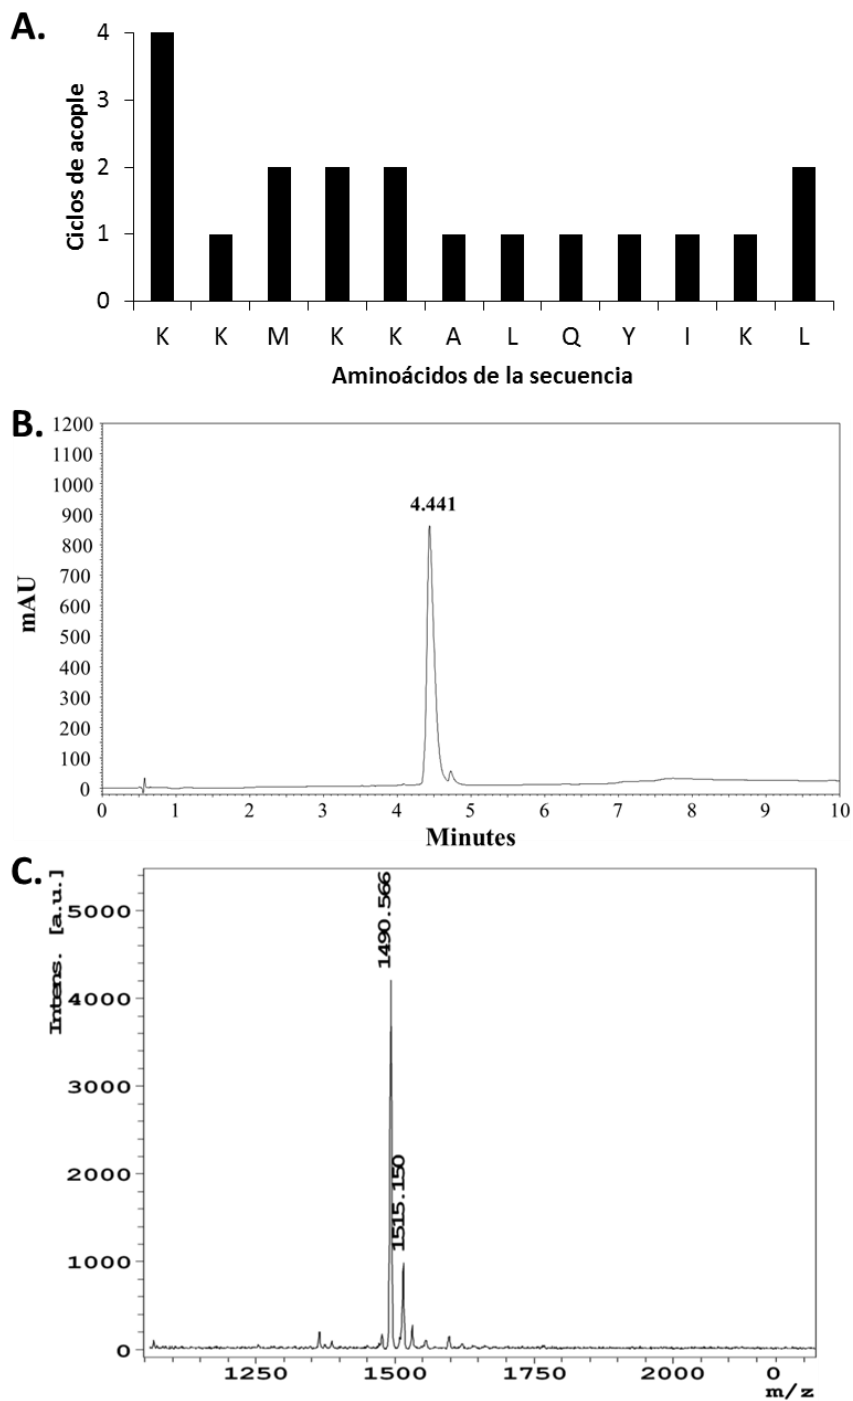 A.
Ciclos de acople
4
3
2
1
0
K K M K K A L Q Y I K L
Aminoácidos de la secuencia
B.
mAU
1200
1100
1000
900
800
700
600
500
400
300
200
100
0
4.441
0 1 2 3 4 5 6 7 8 9 10
Minutes
C.
Intens. [a.u.]
5000
4000
3000
2000
1000
0
1490.566
1515.150
1250 1500 1750 2000 0
m/z